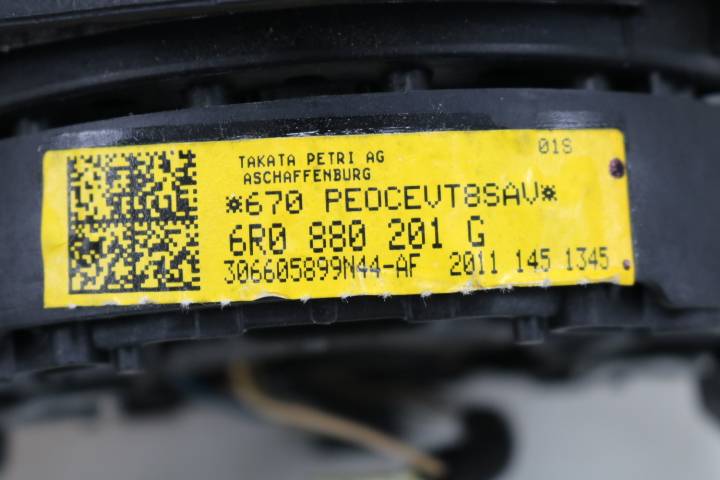 TAKATA PETRI AG 01S
ASCHAFFENBURG
*670 PEOCEVT8SAV*
6R0 880 201 G
306605899N44-AF 2011 145 1345